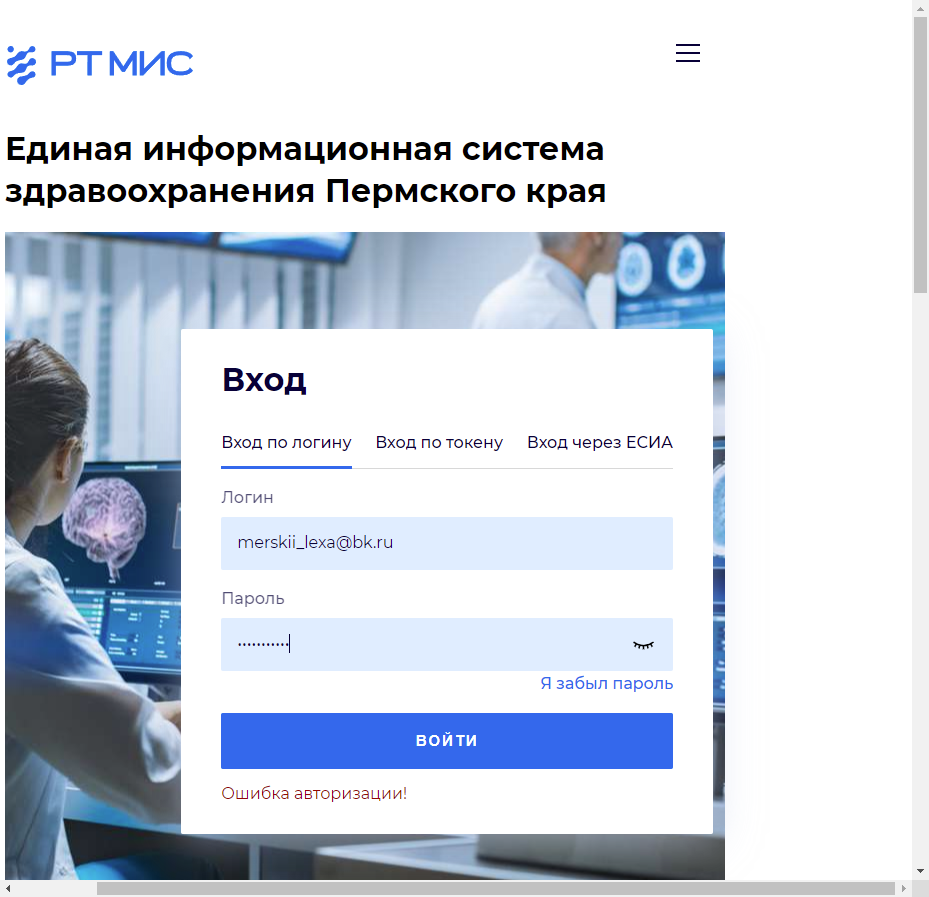 РТ МИС
Единая информационная система
здравоохранения Пермского края
Вход
Вход по логину Вход по токену Вход через ЕСИА
Логин
merskii_lexa@bk.ru
Пароль
•••••••••••
Я забыл пароль
ВОЙТИ
Ошибка авторизации!